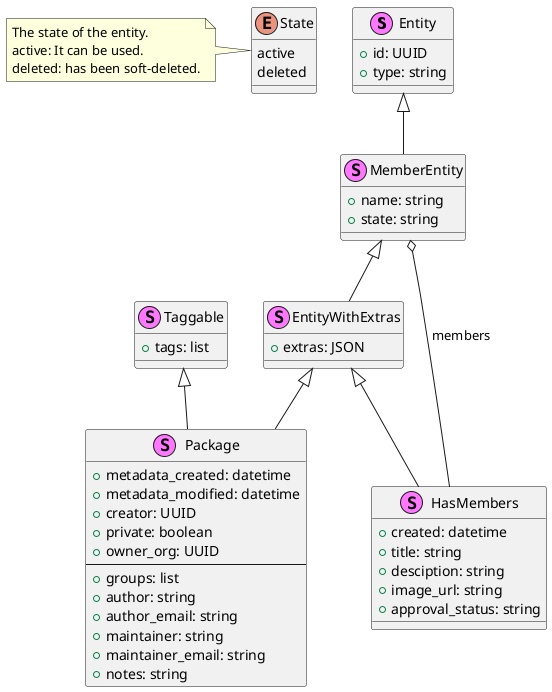 The state of the entity.
active: It can be used.
deleted: has been soft-deleted.
E State
active
deleted
S Entity
id: UUID
type: string
S MemberEntity
name: string
state: string
S Taggable
tags: list
S EntityWithExtras
extras: JSON
members
S Package
metadata_created: datetime
metadata_modified: datetime
creator: UUID
private: boolean
owner_org: UUID
groups: list
author: string
author_email: string
maintainer: string
maintainer_email: string
notes: string
S HasMembers
created: datetime
title: string
desciption: string
image_url: string
approval_status: string